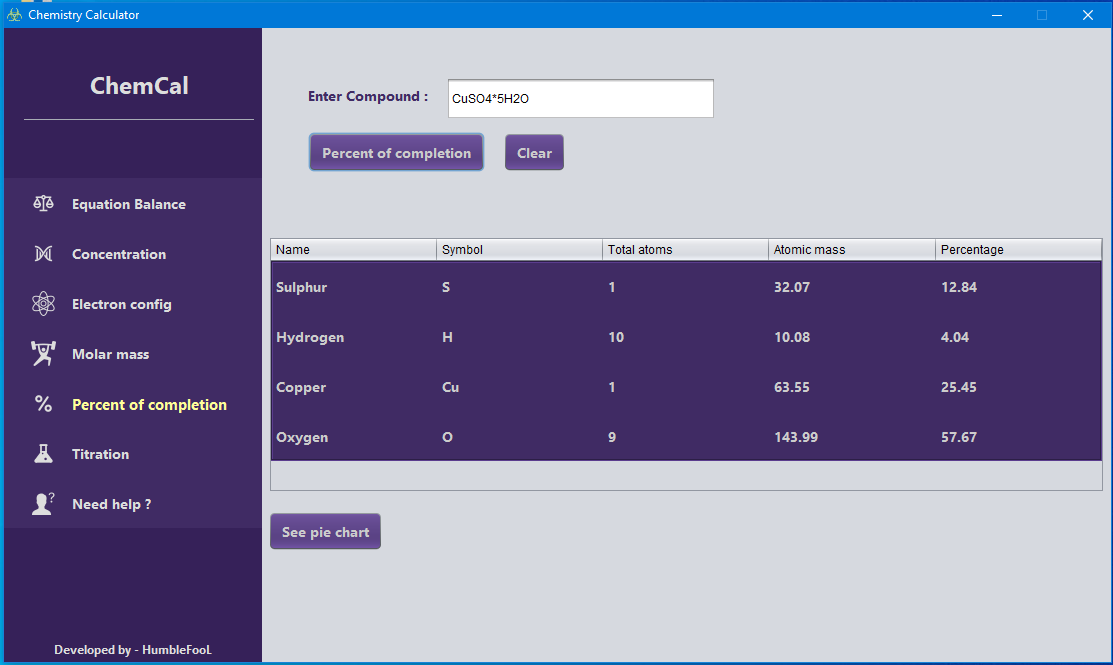 Chemistry Calculator
ChemCal
Enter Compound :
CuSO4*5H2O
Percent of completion
Clear
Equation Balance
Concentration
Electron config
Molar mass
% Percent of completion
Titration
? Need help ?
Name Symbol Total atoms Atomic mass Percentage
Sulphur S 1 32.07 12.84
Hydrogen H 10 10.08 4.04
Copper Cu 1 63.55 25.45
Oxygen O 9 143.99 57.67
See pie chart
Developed by - HumbleFooL